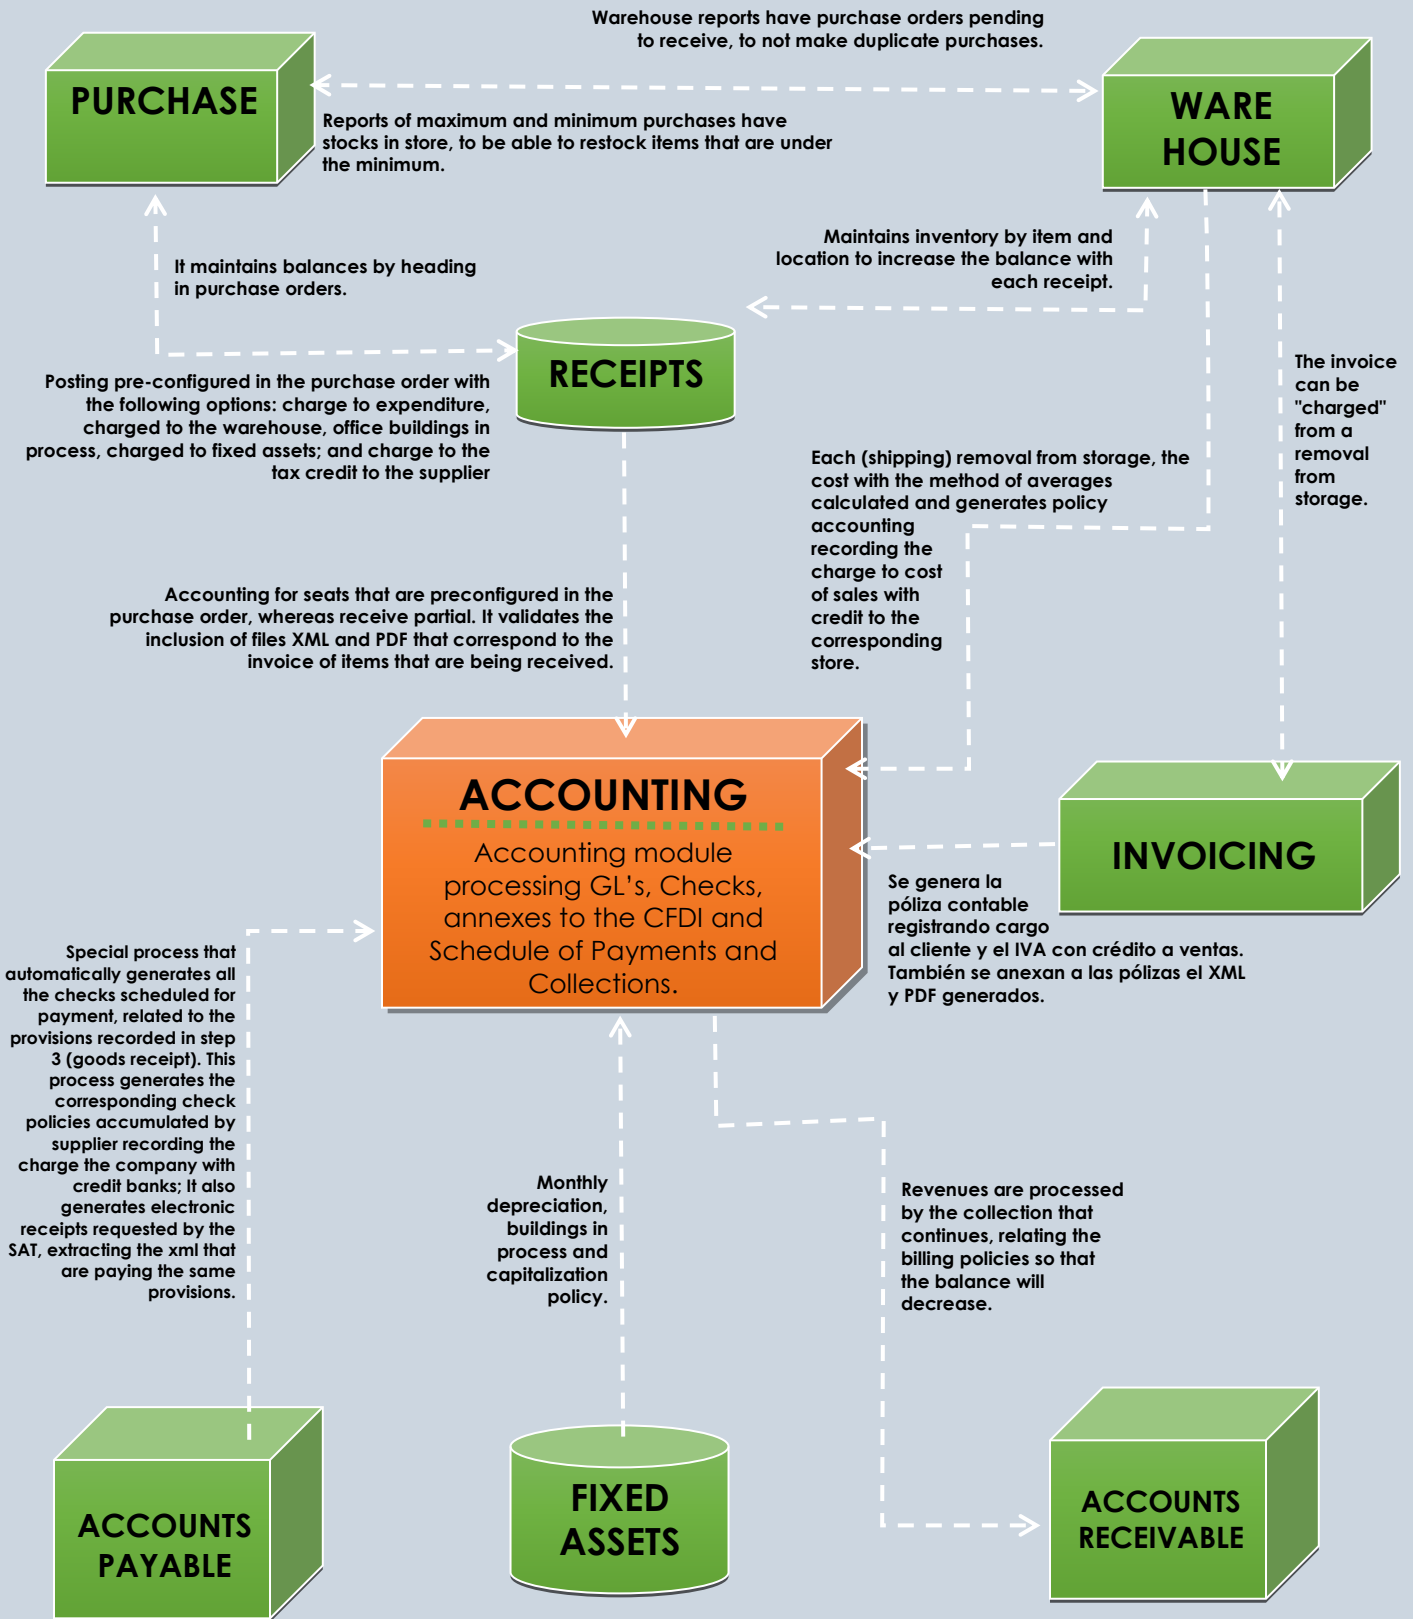 Warehouse reports have purchase orders pending
to receive, to not make duplicate purchases.
PURCHASE
WARE
HOUSE
Reports of maximum and minimum purchases have
stocks in store, to be able to restock items that are under
the minimum.
It maintains balances by heading
in purchase orders.
Maintains inventory by item and
location to increase the balance with
each receipt.
RECEIPTS
Posting pre-configured in the purchase order with
the following options: charge to expenditure,
charged to the warehouse, office buildings in
process, charged to fixed assets; and charge to the
tax credit to the supplier
The invoice
can be
"charged"
from a
removal
from
storage.
Each (shipping) removal from storage, the
cost with the method of averages
calculated and generates policy
accounting
recording the
charge to cost
of sales with
credit to the
corresponding
store.
Accounting for seats that are preconfigured in the
purchase order, whereas receive partial. It validates the
inclusion of files XML and PDF that correspond to the
invoice of items that are being received.
ACCOUNTING
Accounting module
processing GL's, Checks,
annexes to the CFDI and
Schedule of Payments and
Collections.
INVOICING
Se genera la
póliza contable
registrando cargo
al cliente y el IVA con crédito a ventas.
También se anexan a las pólizas el XML
y PDF generados.
Special process that
automatically generates all
the checks scheduled for
payment, related to the
provisions recorded in step
3 (goods receipt). This
process generates the
corresponding check
policies accumulated by
supplier recording the
charge the company with
credit banks; It also
generates electronic
receipts requested by the
SAT, extracting the xml that
are paying the same
provisions.
Monthly
depreciation,
buildings in
process and
capitalization
policy.
Revenues are processed
by the collection that
continues, relating the
billing policies so that
the balance will
decrease.
ACCOUNTS
PAYABLE
FIXED
ASSETS
ACCOUNTS
RECEIVABLE